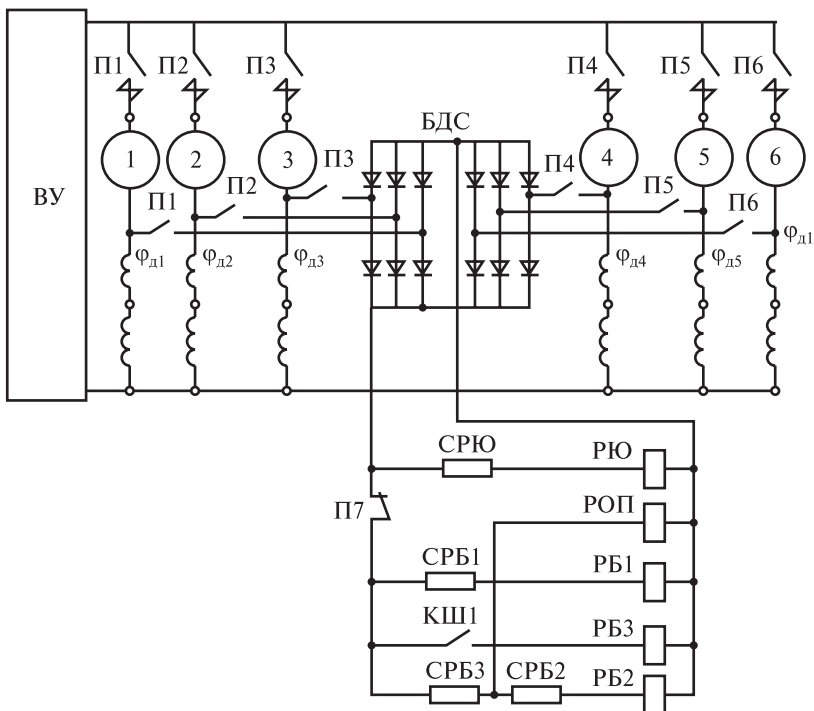 ВУ
П1
П2
П3
П4
П5
П6
БДС
1
2
3
4
5
6
П3
П4
П2
П5
П1
П6
φд1
φд2
φд3
φд4
φд5
φд1
СРЮ
РЮ
РОП
П7
СРБ1
РБ1
КШ1
РБ3
СРБ3
СРБ2
РБ2